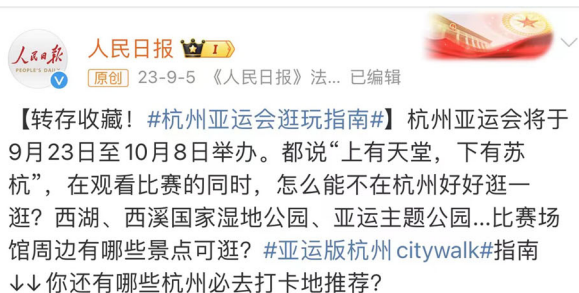 人民日报
PEOPLE'S DAILY
人民日报 I
原创 23-9-5 《人民日报》法... 已编辑
【转存收藏！#杭州亚运会逛玩指南#】杭州亚运会将于
9月23日至10月8日举办。都说“上有天堂，下有苏
杭”，在观看比赛的同时，怎么能不在杭州好好逛一
逛？西湖、西溪国家湿地公园、亚运主题公园...比赛场
馆周边有哪些景点可逛？#亚运版杭州citywalk#指南
↓↓你还有哪些杭州必去打卡地推荐？